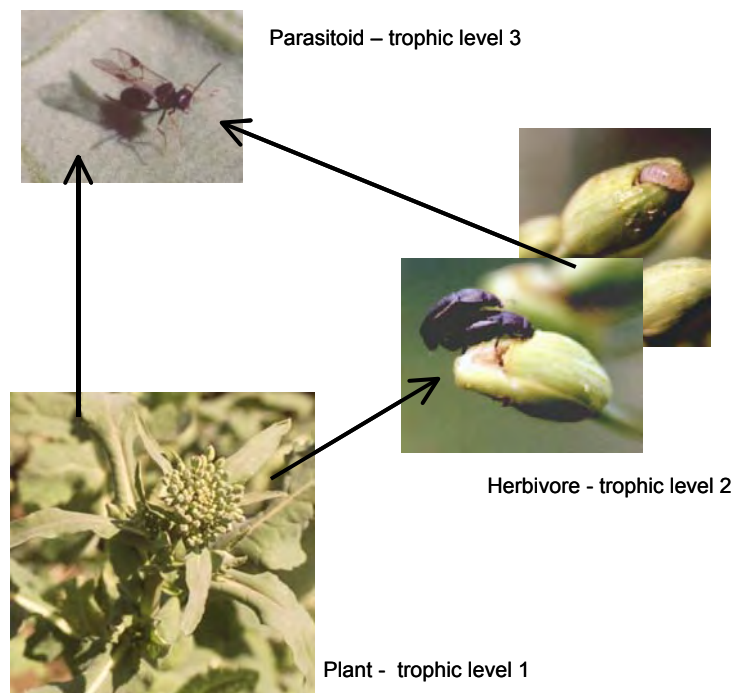 Parasitoid – trophic level 3
Herbivore - trophic level 2
Plant - trophic level 1